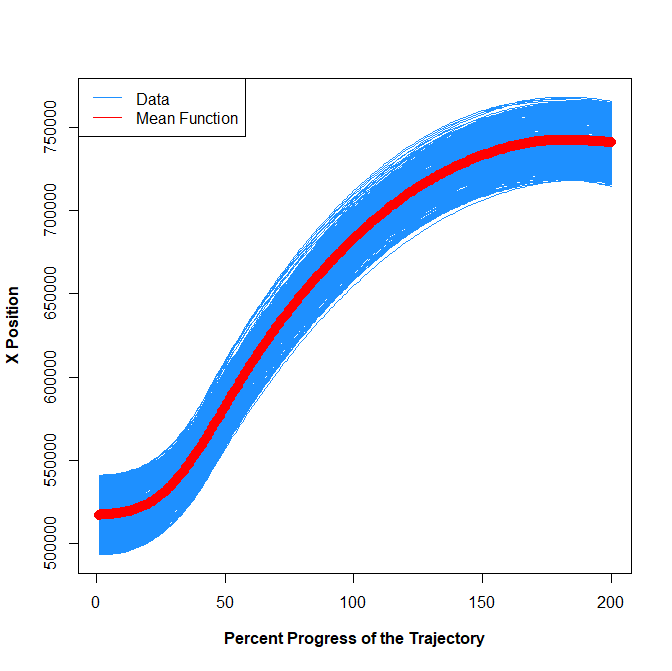 Data
Mean Function
750000
700000
650000
600000
550000
500000
X Position
0 50 100 150 200
Percent Progress of the Trajectory